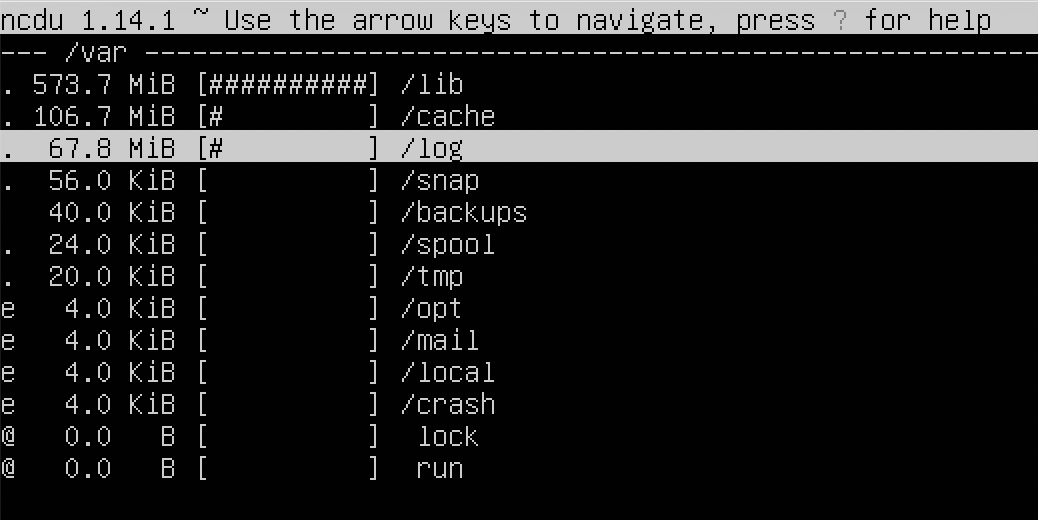 ncdu 1.14.1 ~ Use the arrow keys to navigate, press ? for help
--- /var --------------------------------------------------------
. 573.7 MiB [##########] /lib
. 106.7 MiB [#         ] /cache
.  67.8 MiB [#         ] /log
.  56.0 KiB [          ] /snap
   40.0 KiB [          ] /backups
.  24.0 KiB [          ] /spool
.  20.0 KiB [          ] /tmp
e   4.0 KiB [          ] /opt
e   4.0 KiB [          ] /mail
e   4.0 KiB [          ] /local
e   4.0 KiB [          ] /crash
@   0.0   B [          ]  lock
@   0.0   B [          ]  run